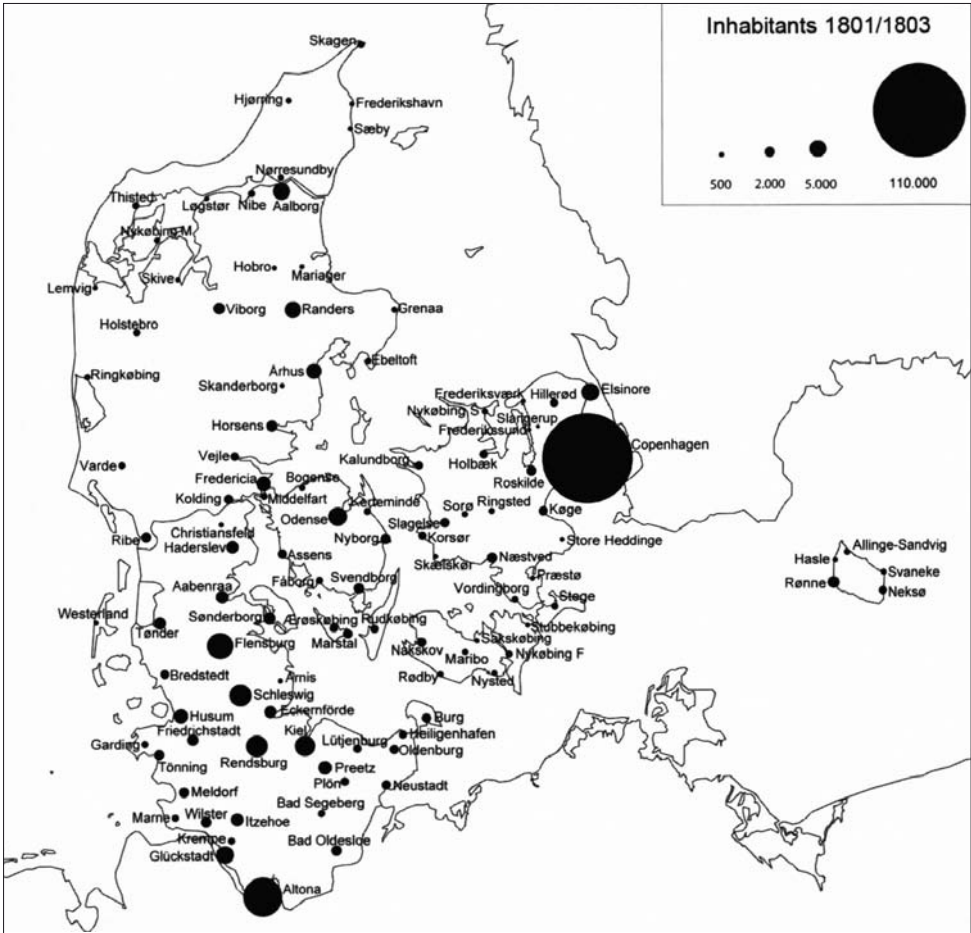 Inhabitants 1801/1803
500 2.000 5.000 110.000
Skagen
Hjørring
Frederikshavn
Sæby
Nørresundby
Thisted
Løgstør
Nibe
Aalborg
Nykøbing M
Hobro
Mariager
Skive
Lemvig
Viborg
Randers
Grenaa
Holstebro
Ebeltoft
Århus
Ringkøbing
Skanderborg
Frederiksværk
Hillerød
Elsinore
Nykøbing S
Slangerup
Frederikssund
Horsens
Copenhagen
Vejle
Kalundborg
Holbæk
Varde
Roskilde
Fredericia
Bogense
Kolding
Middelfart
Kerteminde
Sorø
Ringsted
Køge
Odense
Slagelse
Christiansfeld
Ribe
Nyborg
Korsør
Store Heddinge
Haderslev
Assens
Skælskør
Næstved
Hasle
Allinge-Sandvig
Fåborg
Svendborg
Præstø
Svaneke
Rønne
Neksø
Aabenraa
Vordingborg
Stege
Westerland
Sønderborg
Ærøskøbing
Rudkøbing
Stubbekøbing
Tønder
Marstal
Sakskøbing
Flensburg
Nakskov
Maribo
Nykøbing F
Bredstedt
Arnis
Rødby
Nysted
Schleswig
Eckernförde
Husum
Burg
Friedrichstadt
Kiel
Lütjenburg
Heiligenhafen
Garding
Oldenburg
Tönning
Rendsburg
Preetz
Plön
Neustadt
Meldorf
Bad Segeberg
Marne
Wilster
Itzehoe
Krempe
Bad Oldesloe
Glückstadt
Altona